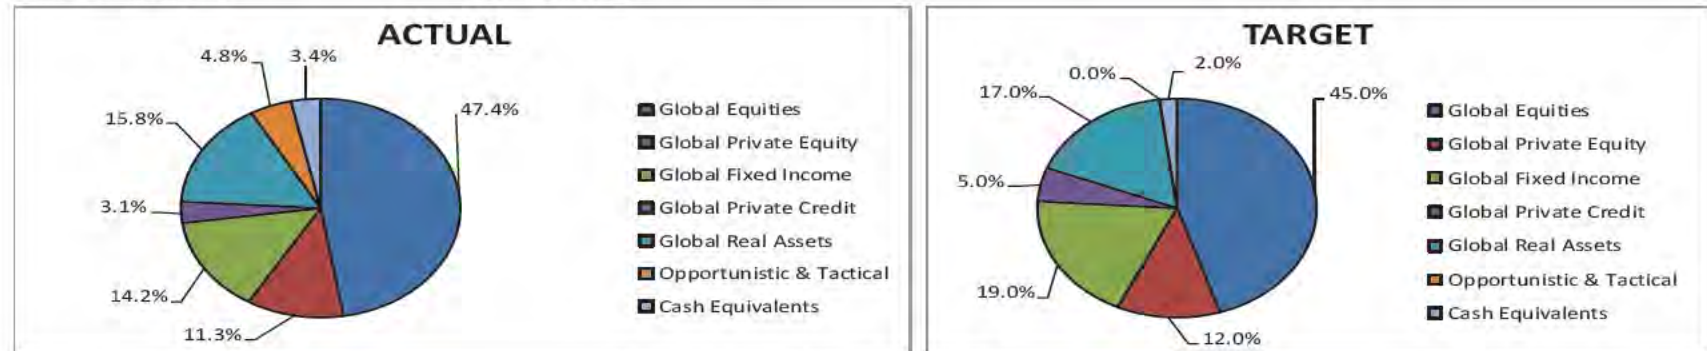 ACTUAL
4.8%
3.4%
47.4%
15.8%
3.1%
14.2%
11.3%
Global Equities
Global Private Equity
Global Fixed Income
Global Private Credit
Global Real Assets
Opportunistic & Tactical
Cash Equivalents
TARGET
0.0%
2.0%
17.0%
45.0%
5.0%
19.0%
12.0%
Global Equities
Global Private Equity
Global Fixed Income
Global Private Credit
Global Real Assets
Opportunistic & Tactical
Cash Equivalents